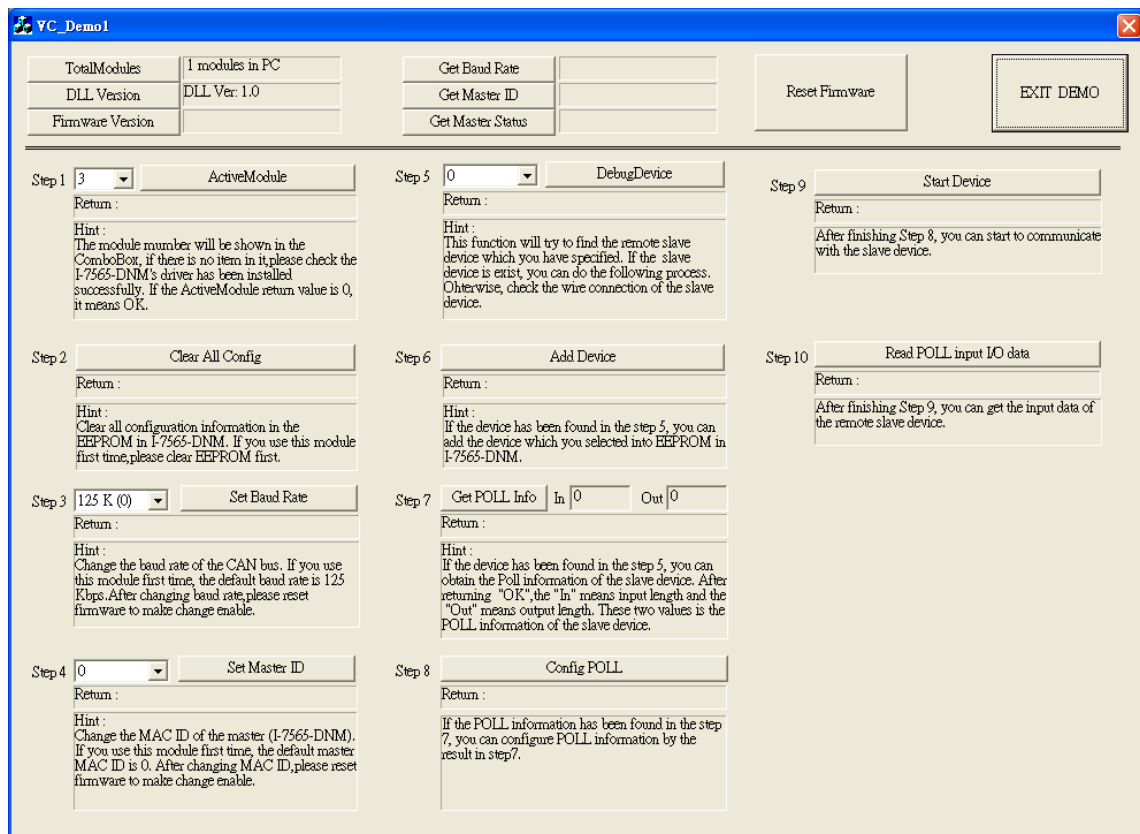 VC_Demo1
TotalModules
1 modules in PC
DLL Version
DLL Ver: 1.0
Firmware Version
Get Baud Rate
Get Master ID
Get Master Status
Reset Firmware
EXIT DEMO
Step 1
3
ActiveModule
Return :
Hint :
The module mumber will be shown in the
ComboBox, if there is no item in it,please check the
I-7565-DNM's driver has been installed
successfully. If the ActiveModule return value is 0,
it means OK.
Step 2
Clear All Config
Return :
Hint :
Clear all configuration information in the
EEPROM in I-7565-DNM. If you use this module
first time,please clear EEPROM first.
Step 3
125 K (0)
Set Baud Rate
Return :
Hint :
Change the baud rate of the CAN bus. If you use
this module first time, the default baud rate is 125
Kbps.After changing baud rate,please reset
firmware to make change enable.
Step 4
0
Set Master ID
Return :
Hint :
Change the MAC ID of the master (I-7565-DNM).
If you use this module first time, the default master
MAC ID is 0. After changing MAC ID,please reset
firmware to make change enable.
Step 5
0
DebugDevice
Return :
Hint :
This function will try to find the remote slave
device which you have specified. If the  slave
device is exist, you can do the following process.
Ohterwise, check the wire connection of the slave
device.
Step 6
Add Device
Return :
Hint :
If the device has been found in the step 5, you can
add the device which you selected into EEPROM in
I-7565-DNM.
Step 7
Get POLL Info
In
0
Out
0
Return :
Hint :
If the device has been found in the step 5, you can
obtain the Poll information of the slave device. After
returning  "OK",the "In" means input length and the
"Out" means output length. These two values is the
POLL information of the slave device.
Step 8
Config POLL
Return :
If the POLL information has been found in the step
7, you can configure POLL information by the
result in step7.
Step 9
Start Device
Return :
After finishing Step 8, you can start to communicate
with the slave device.
Step 10
Read POLL input I/O data
Return :
After finishing Step 9, you can get the input data of
the remote slave device.